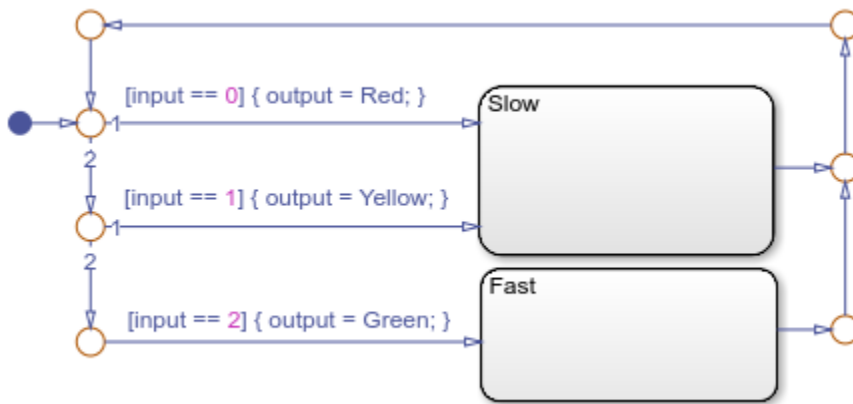 [input == 0] { output = Red; }
Slow
1
2
[input == 1] { output = Yellow; }
1
2
Fast
[input == 2] { output = Green; }